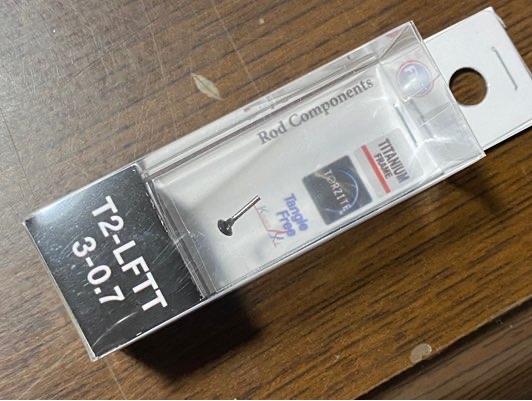 Rod Components
TITANIUM
FRAME
TORZITE
Tangle
Free
T2-LFTT
3-0.7